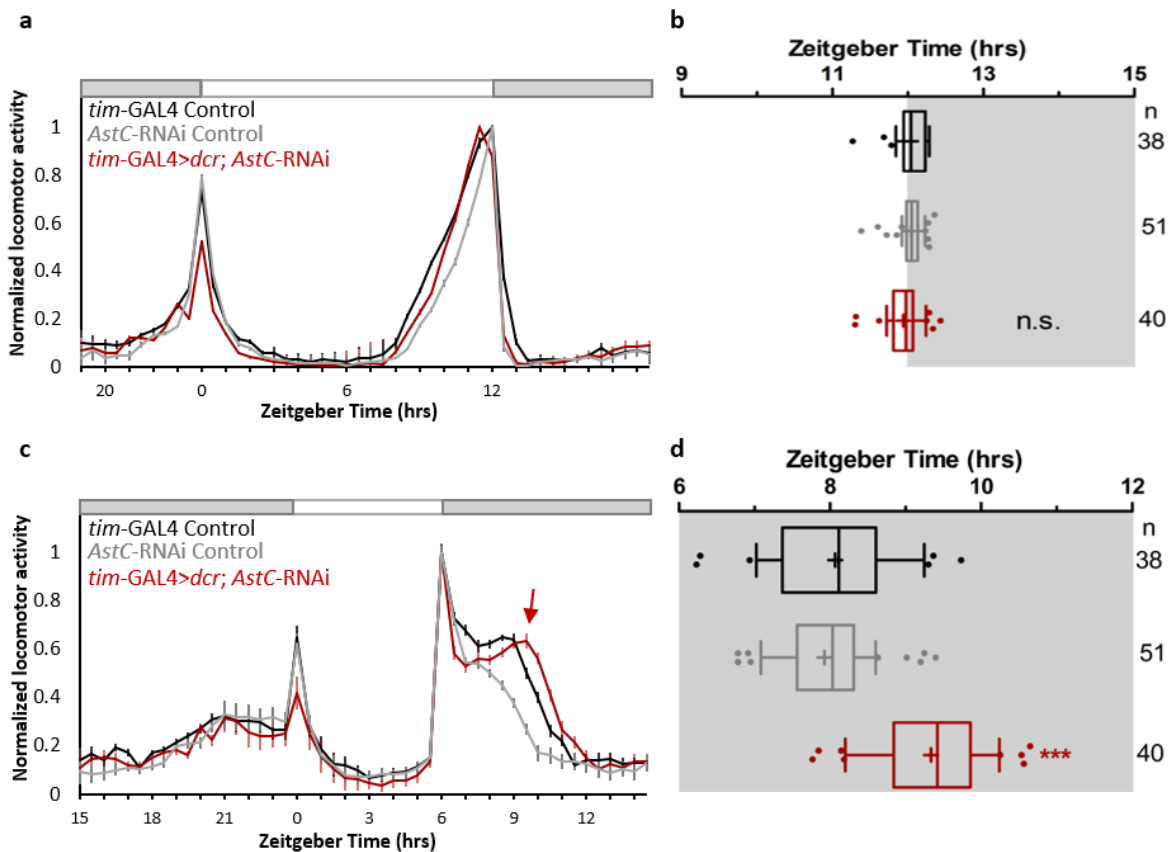 a
tim-GAL4 Control
AstC-RNAi Control
tim-GAL4>dcr; AstC-RNAi
Normalized locomotor activity
1
0.8
0.6
0.4
0.2
0
20 0 6 12
Zeitgeber Time (hrs)
b
Zeitgeber Time (hrs)
9 11 13 15
n
38
51
40
n.s.
c
tim-GAL4 Control
AstC-RNAi Control
tim-GAL4>dcr; AstC-RNAi
Normalized locomotor activity
1
0.8
0.6
0.4
0.2
0
15 18 21 0 3 6 9 12
Zeitgeber Time (hrs)
d
Zeitgeber Time (hrs)
6 8 10 12
n
38
51
40
***